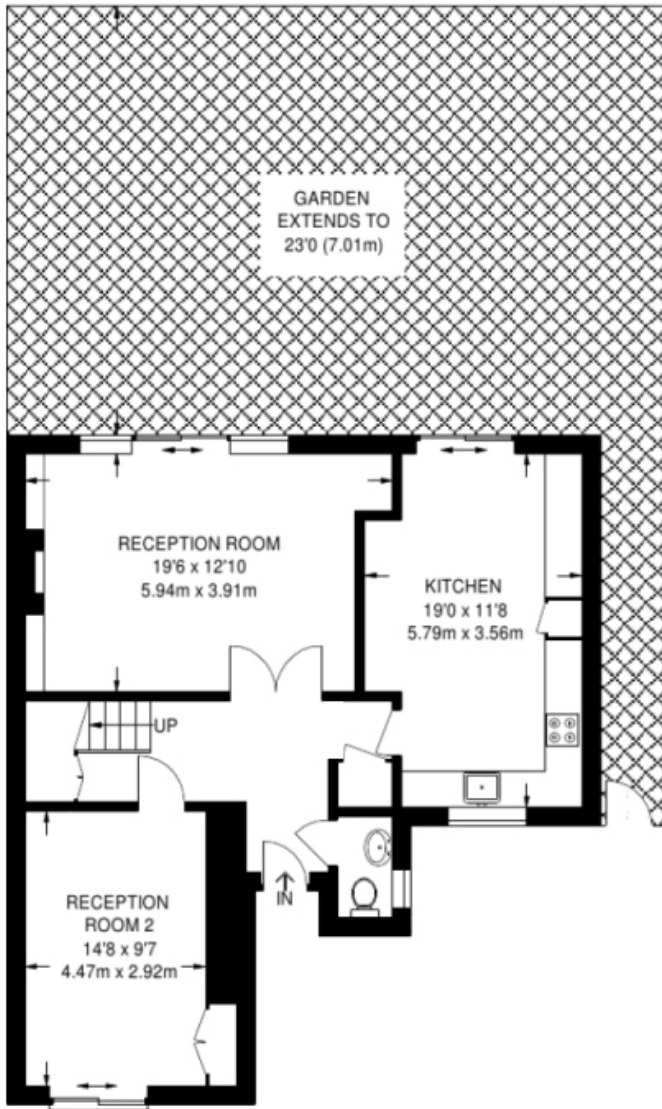 GARDEN
EXTENDS TO
23'0 (7.01m)
RECEPTION ROOM
19'6 x 12'10
5.94m x 3.91m
KITCHEN
19'0 x 11'8
5.79m x 3.56m
UP
IN
RECEPTION
ROOM 2
14'8 x 9'7
4.47m x 2.92m